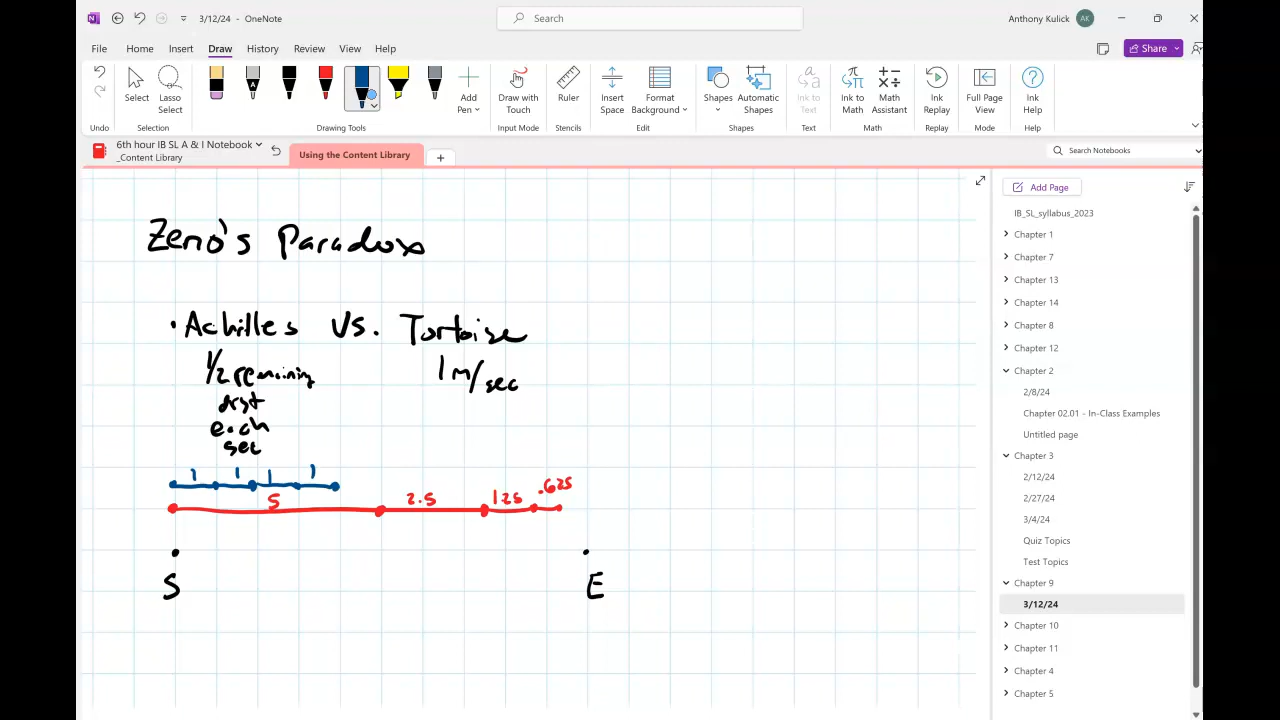 3/12/24 - OneNote
Search
Anthony Kulick
AK
File Home Insert Draw History Review View Help
Share
Undo
Select
Lasso Select
A
Add Pen
Draw with Touch
Ruler
Insert Space
Format Background
Shapes
Automatic Shapes
Ink to Text
Ink to Math
Math Assistant
Ink Replay
Full Page View
Ink Help
Undo Selection Drawing Tools Input Mode Stencils Edit Shapes Text Math Replay Mode Help
6th hour IB SL A & I Notebook
_Content Library
Using the Content Library
Search Notebooks
Add Page
IB_SL_syllabus_2023
Chapter 1
Chapter 7
Chapter 13
Chapter 14
Chapter 8
Chapter 12
Chapter 2
2/8/24
Chapter 02.01 - In-Class Examples
Untitled page
Chapter 3
2/12/24
2/27/24
3/4/24
Quiz Topics
Test Topics
Chapter 9
3/12/24
Chapter 10
Chapter 11
Chapter 4
Chapter 5
Zeno's Paradox
• Achilles Vs. Tortoise
1/2 remaining
dist
each
sec
1 m/sec
1 1 1 1
5 2.5 1.25 .625
S E